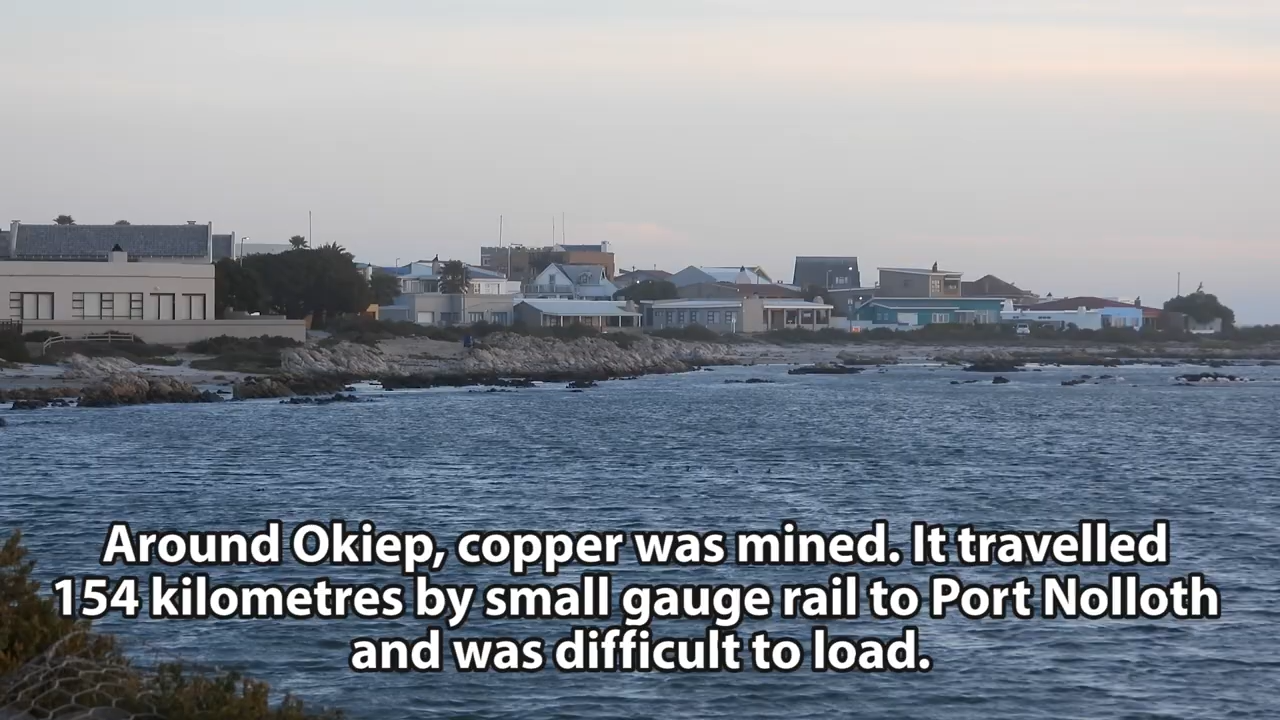 Around Okiep, copper was mined. It travelled
154 kilometres by small gauge rail to Port Nolloth
and was difficult to load.